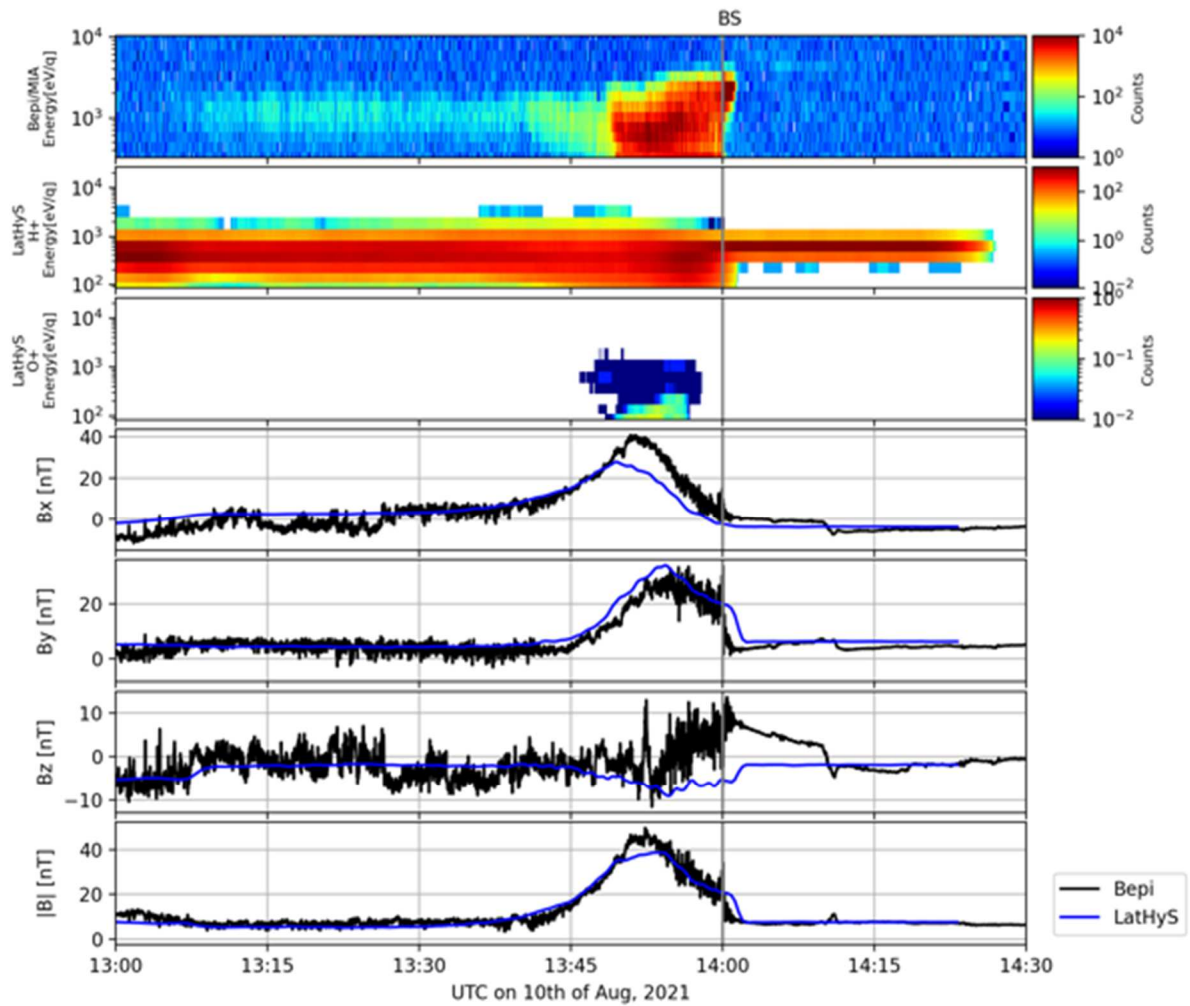 BS
Bepi/MIA
Energy[eV/q]
10⁴
10³
10⁴
10²
10⁰
Counts
LatHyS
H+
Energy[eV/q]
10⁴
10³
10²
10²
10⁰
10⁻²
Counts
LatHyS
O+
Energy[eV/q]
10⁴
10³
10²
10⁰
10⁻¹
10⁻²
Counts
Bx [nT]
40
20
0
By [nT]
20
0
Bz [nT]
10
0
−10
|B| [nT]
40
20
0
Bepi
LatHyS
13:00 13:15 13:30 13:45 14:00 14:15 14:30
UTC on 10th of Aug, 2021